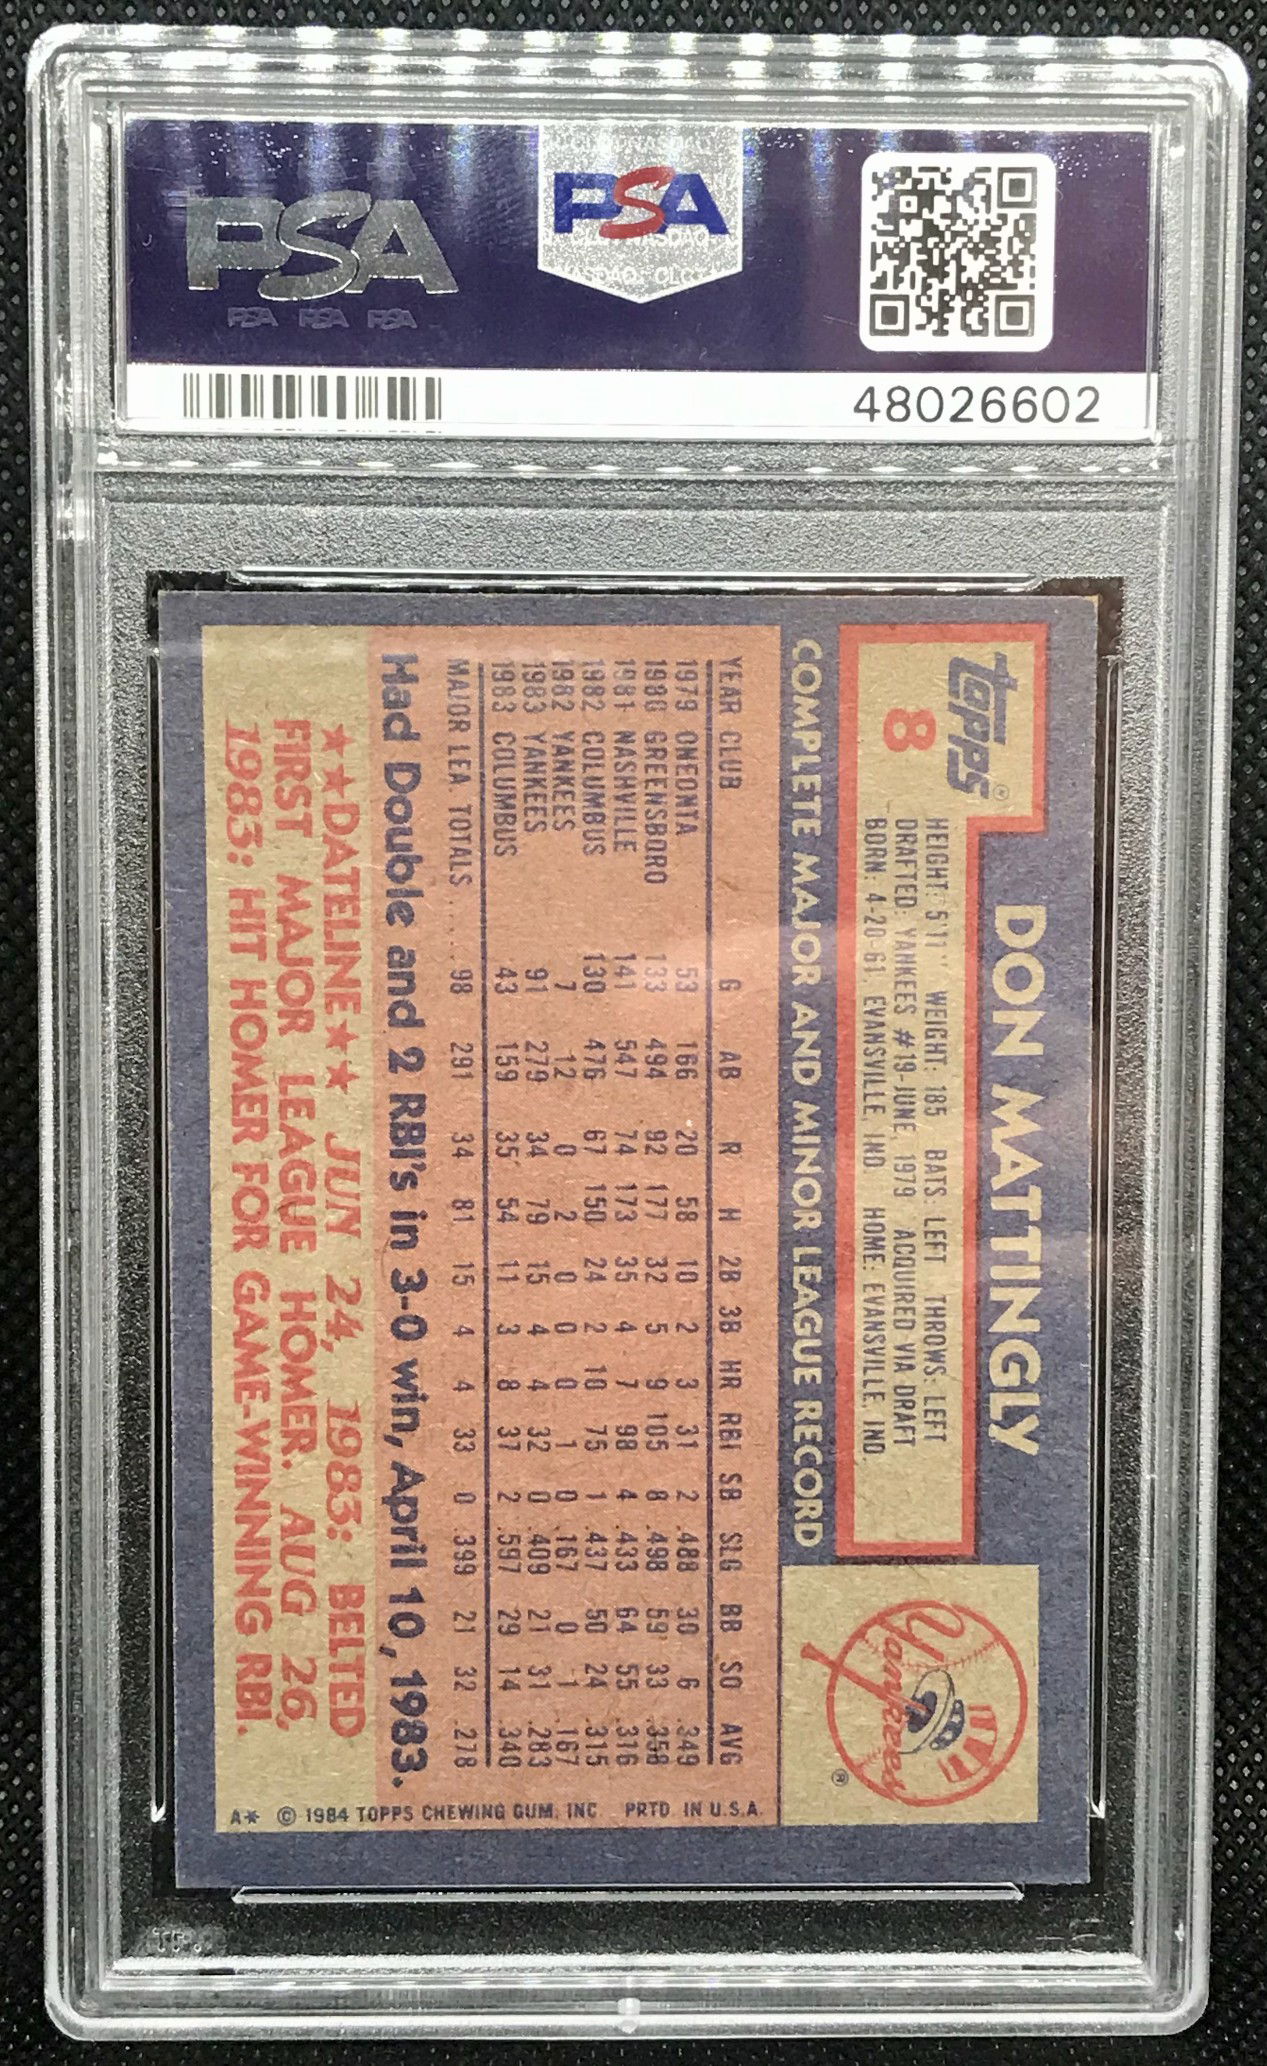 PSA
PSA
PSA PSA PSA
NASDAQ: CLCT
48026602
Topps®
8
DON MATTINGLY
HEIGHT: 5'11" WEIGHT: 185 BATS: LEFT THROWS: LEFT
DRAFTED: YANKEES #19-JUNE, 1979 ACQUIRED VIA DRAFT
BORN: 4-20-61, EVANSVILLE, IND. HOME: EVANSVILLE, IND.
Yankees
®
COMPLETE MAJOR AND MINOR LEAGUE RECORD
YEAR CLUB G AB R H 2B 3B HR RBI SB SLG BB SO AVG
1979 ONEONTA 53 166 20 58 10 2 3 31 2 .488 30 6 .349
1980 GREENSBORO 133 494 92 177 32 5 9 105 8 .498 59 33 .358
1981 NASHVILLE 141 547 74 173 35 4 7 98 4 .433 64 55 .316
1982 COLUMBUS 130 476 67 150 24 2 10 75 1 .437 50 24 .315
1982 YANKEES 7 12 0 2 0 0 0 1 0 .167 0 1 .167
1983 YANKEES 91 279 34 79 15 4 4 32 0 .409 21 31 .283
1983 COLUMBUS 43 159 35 54 11 3 8 37 2 .597 29 14 .340
MAJOR LEA. TOTALS.....98 291 34 81 15 4 4 33 0 .399 21 32 .278
Had Double and 2 RBI's in 3-0 win, April 10, 1983.
★★DATELINE★★ JUN 24, 1983: BELTED
FIRST MAJOR LEAGUE HOMER. AUG 26,
1983: HIT HOMER FOR GAME-WINNING RBI.
A* © 1984 TOPPS CHEWING GUM, INC. PRTD. IN U.S.A.